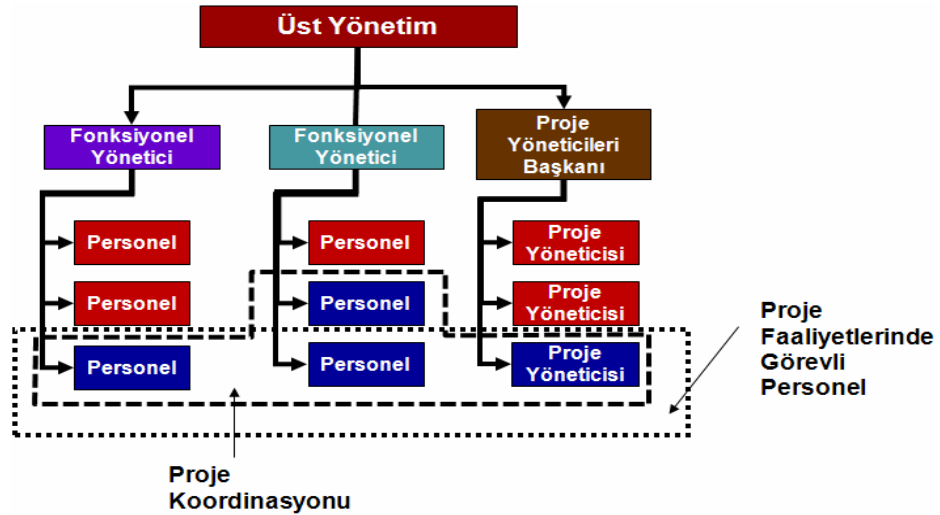 Üst Yönetim
Fonksiyonel
Yönetici
Fonksiyonel
Yönetici
Proje
Yöneticileri
Başkanı
Personel
Personel
Proje
Yöneticisi
Personel
Personel
Proje
Yöneticisi
Personel
Personel
Proje
Yöneticisi
Proje
Faaliyetlerinde
Görevli
Personel
Proje
Koordinasyonu